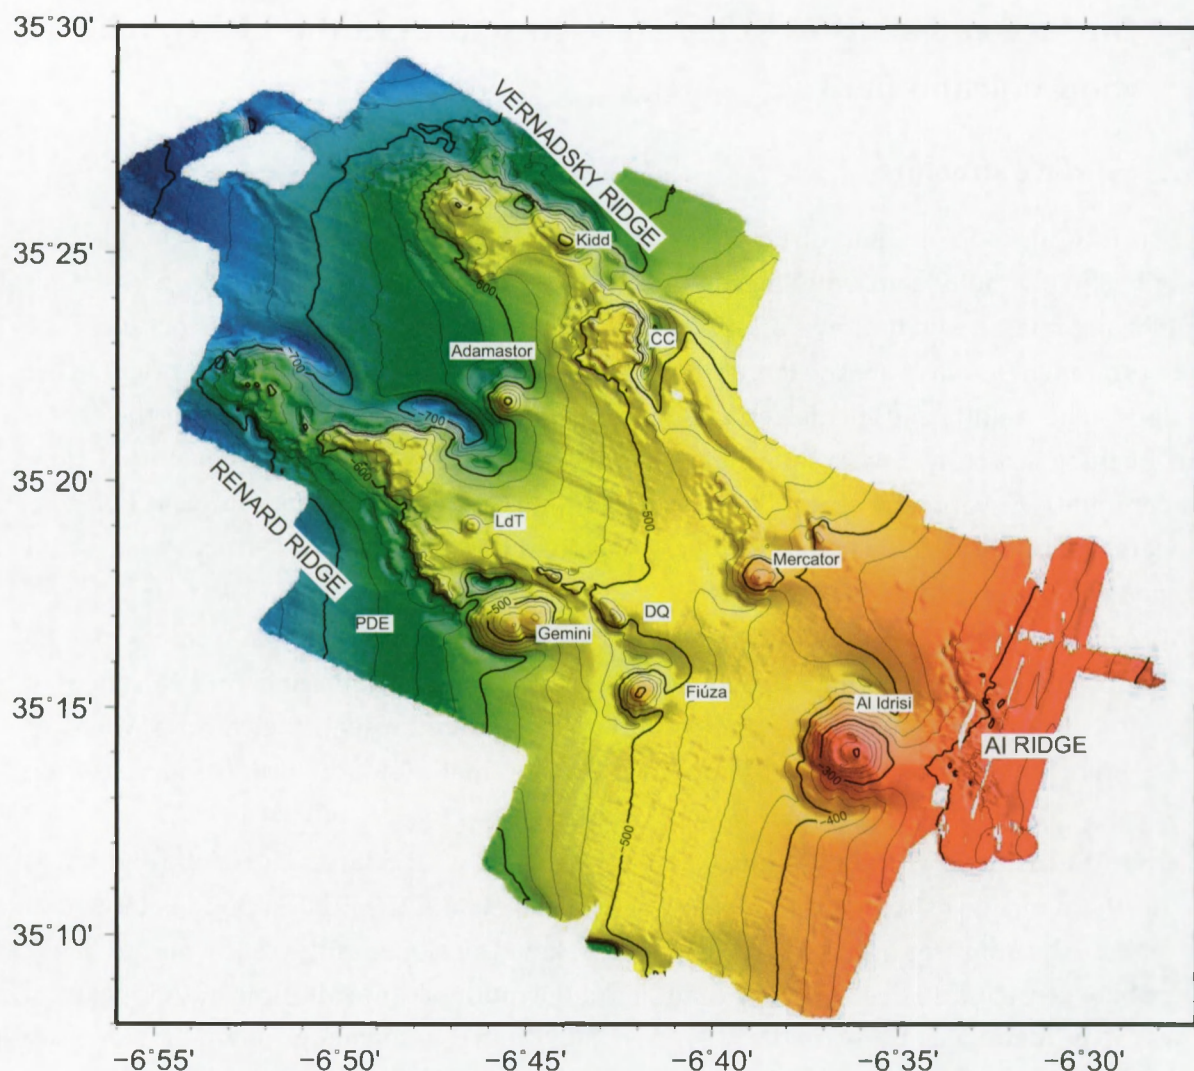 35°30'
VERNADSKY RIDGE
35°25'
Kidd
-600
CC
Adamastor
-700
-700
35°20'
-600
RENARD RIDGE
LdT
-500
Mercator
-500
DQ
PDE
Gemini
Fiúza
35°15'
Al Idrisi
AI RIDGE
-300
-400
-500
35°10'
−6°55'
−6°50'
−6°45'
−6°40'
−6°35'
−6°30'